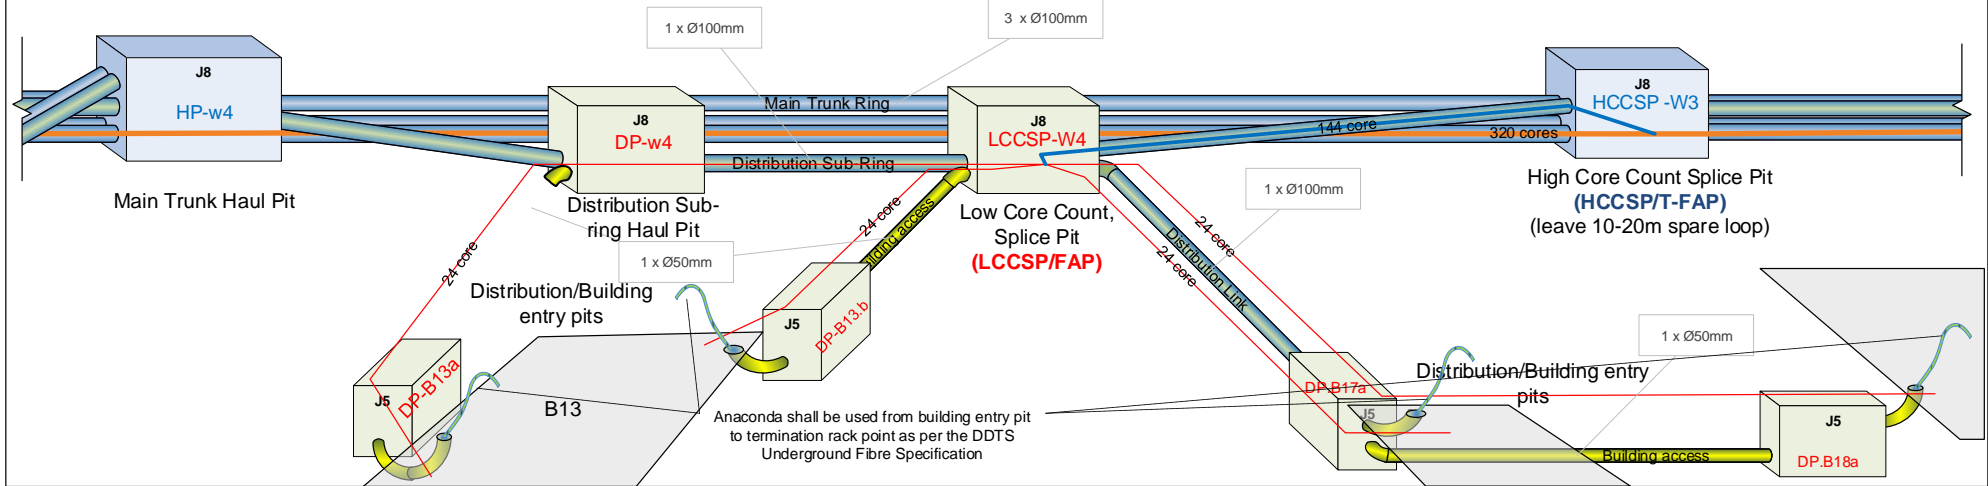 3 x Ø100mm
1 x Ø100mm
J8
HP-w4
Main Trunk Haul Pit
Main Trunk Ring
J8
DP-w4
Distribution Sub-Ring
Distribution Sub-
ring Haul Pit
J8
LCCSP-W4
Low Core Count,
Splice Pit
(LCCSP/FAP)
144 core
320 cores
J8
HCCSP -W3
High Core Count Splice Pit
(HCCSP/T-FAP)
(leave 10-20m spare loop)
1 x Ø100mm
24 core
24 core
Distribution Link
24 core
access
1 x Ø50mm
24 core
Distribution/Building
entry pits
J5
DP-B13.b
J5
DP-B13a
B13
Anaconda shall be used from building entry pit
to termination rack point as per the DDTS
Underground Fibre Specification
DP.B17a
J5
Distribution/Building entry
pits
1 x Ø50mm
Building access
J5
DP.B18a